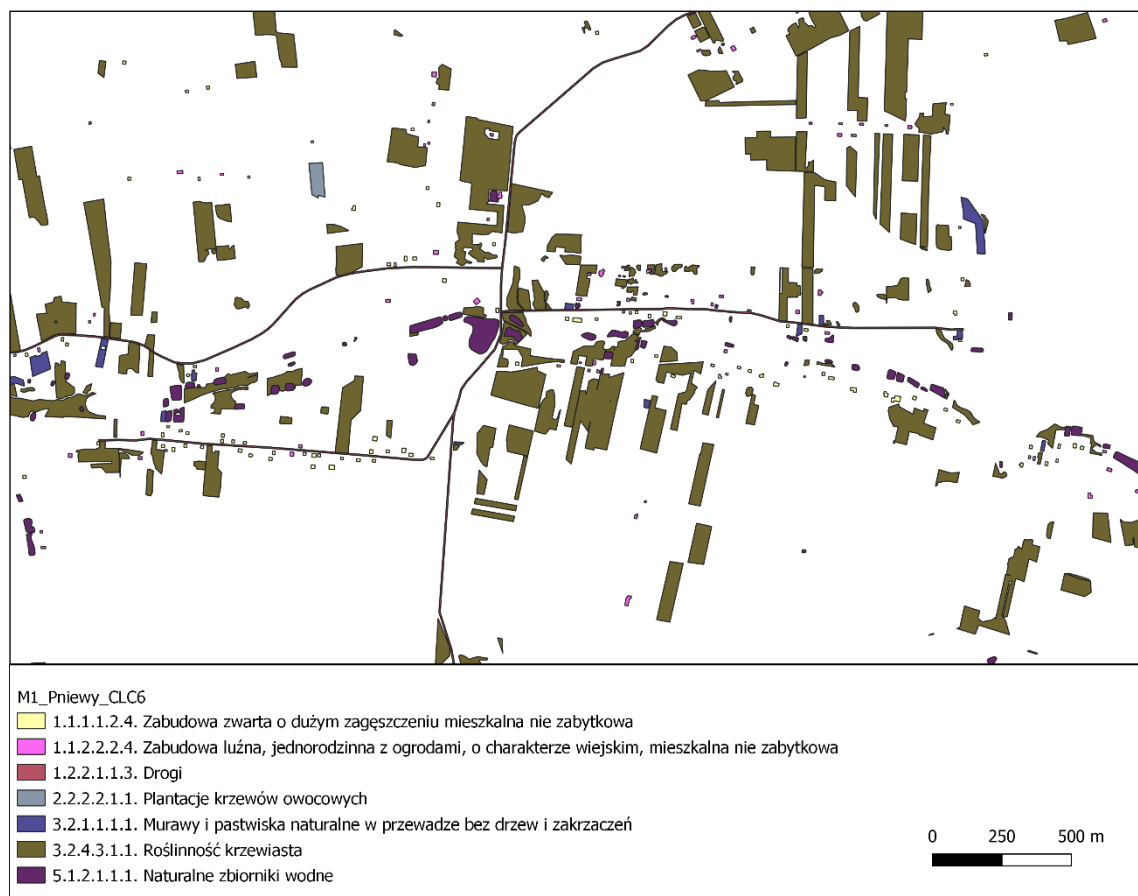 M1_Pniewy_CLC6
1.1.1.1.2.4. Zabudowa zwarta o dużym zagęszczeniu mieszkalna nie zabytkowa
1.1.2.2.2.4. Zabudowa luźna, jednorodzinna z ogrodami, o charakterze wiejskim, mieszkalna nie zabytkowa
1.2.2.1.1.3. Drogi
2.2.2.2.1.1. Plantacje krzewów owocowych
3.2.1.1.1.1. Murawy i pastwiska naturalne w przewadze bez drzew i zakrzaczeń
3.2.4.3.1.1. Roślinność krzewiasta
5.1.2.1.1.1. Naturalne zbiorniki wodne
0 250 500 m